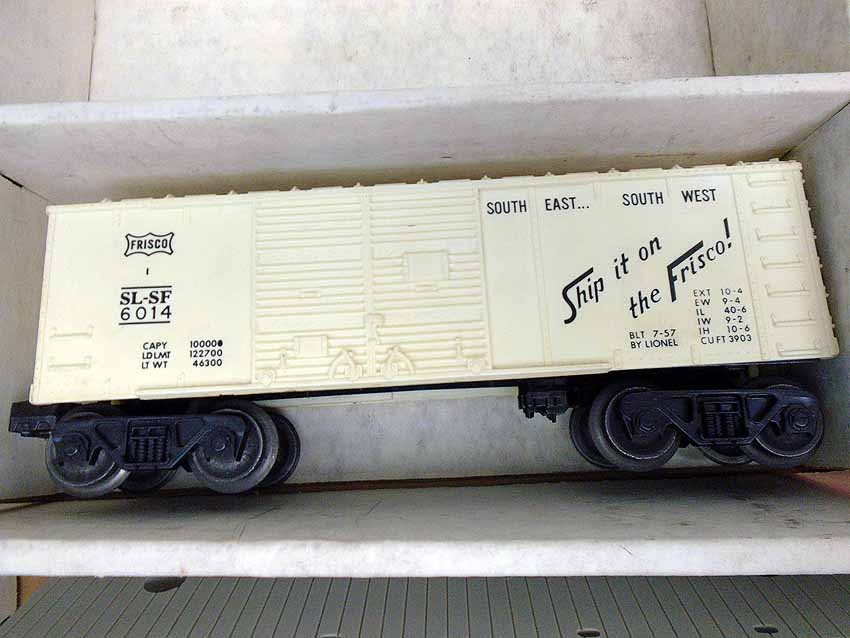 FRISCO
I
SL-SF
6014
CAPY 100000
LD LMT 122700
LT WT 46300
SOUTH EAST... SOUTH WEST
Ship it on
the Frisco!
BLT 7-57
BY LIONEL
EXT 10-4
EW 9-4
IL 40-6
IW 9-2
IH 10-6
CU FT 3903